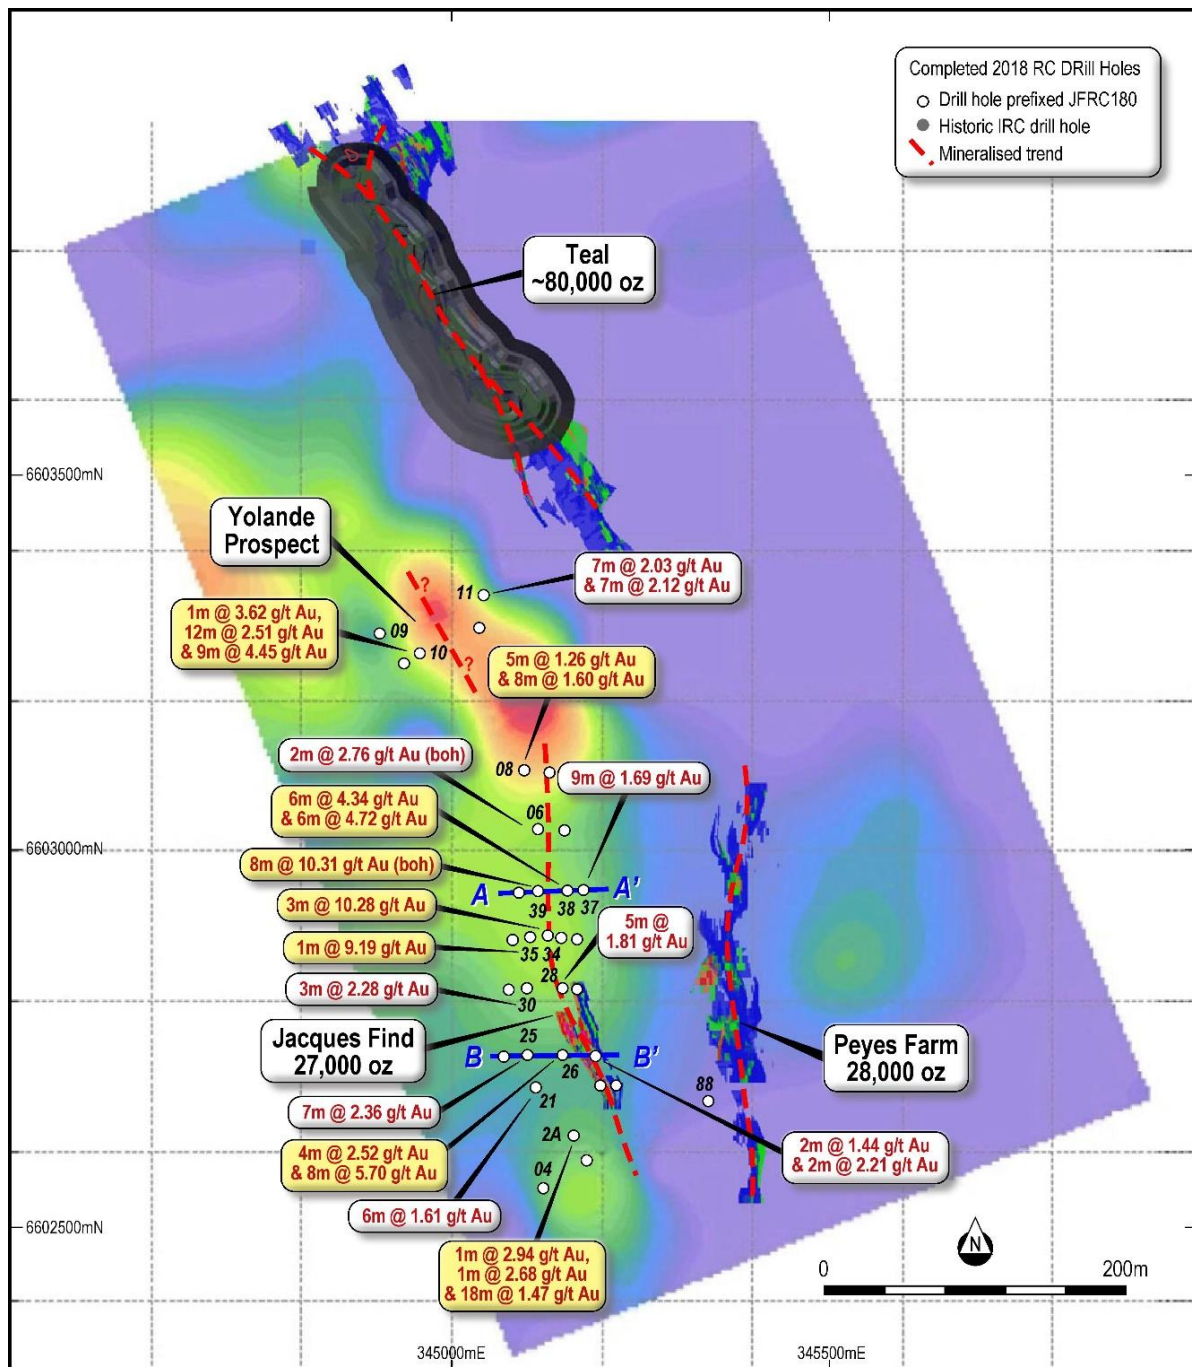 Completed 2018 RC DRill Holes
Drill hole prefixed JFRC180
Historic IRC drill hole
Mineralised trend
Teal
~80,000 oz
6603500mN
Yolande
Prospect
7m @ 2.03 g/t Au
& 7m @ 2.12 g/t Au
11
?
1m @ 3.62 g/t Au,
12m @ 2.51 g/t Au
& 9m @ 4.45 g/t Au
09
10
?
5m @ 1.26 g/t Au
& 8m @ 1.60 g/t Au
2m @ 2.76 g/t Au (boh)
08
9m @ 1.69 g/t Au
6m @ 4.34 g/t Au
& 6m @ 4.72 g/t Au
06
6603000mN
8m @ 10.31 g/t Au (boh)
A
A'
39
38
37
3m @ 10.28 g/t Au
5m @
1.81 g/t Au
1m @ 9.19 g/t Au
35
34
28
3m @ 2.28 g/t Au
30
Jacques Find
27,000 oz
25
B
B'
26
Peyes Farm
28,000 oz
88
7m @ 2.36 g/t Au
21
4m @ 2.52 g/t Au
& 8m @ 5.70 g/t Au
2A
2m @ 1.44 g/t Au
& 2m @ 2.21 g/t Au
04
6m @ 1.61 g/t Au
6602500mN
1m @ 2.94 g/t Au,
1m @ 2.68 g/t Au
& 18m @ 1.47 g/t Au
N
0
200m
345000mE
345500mE